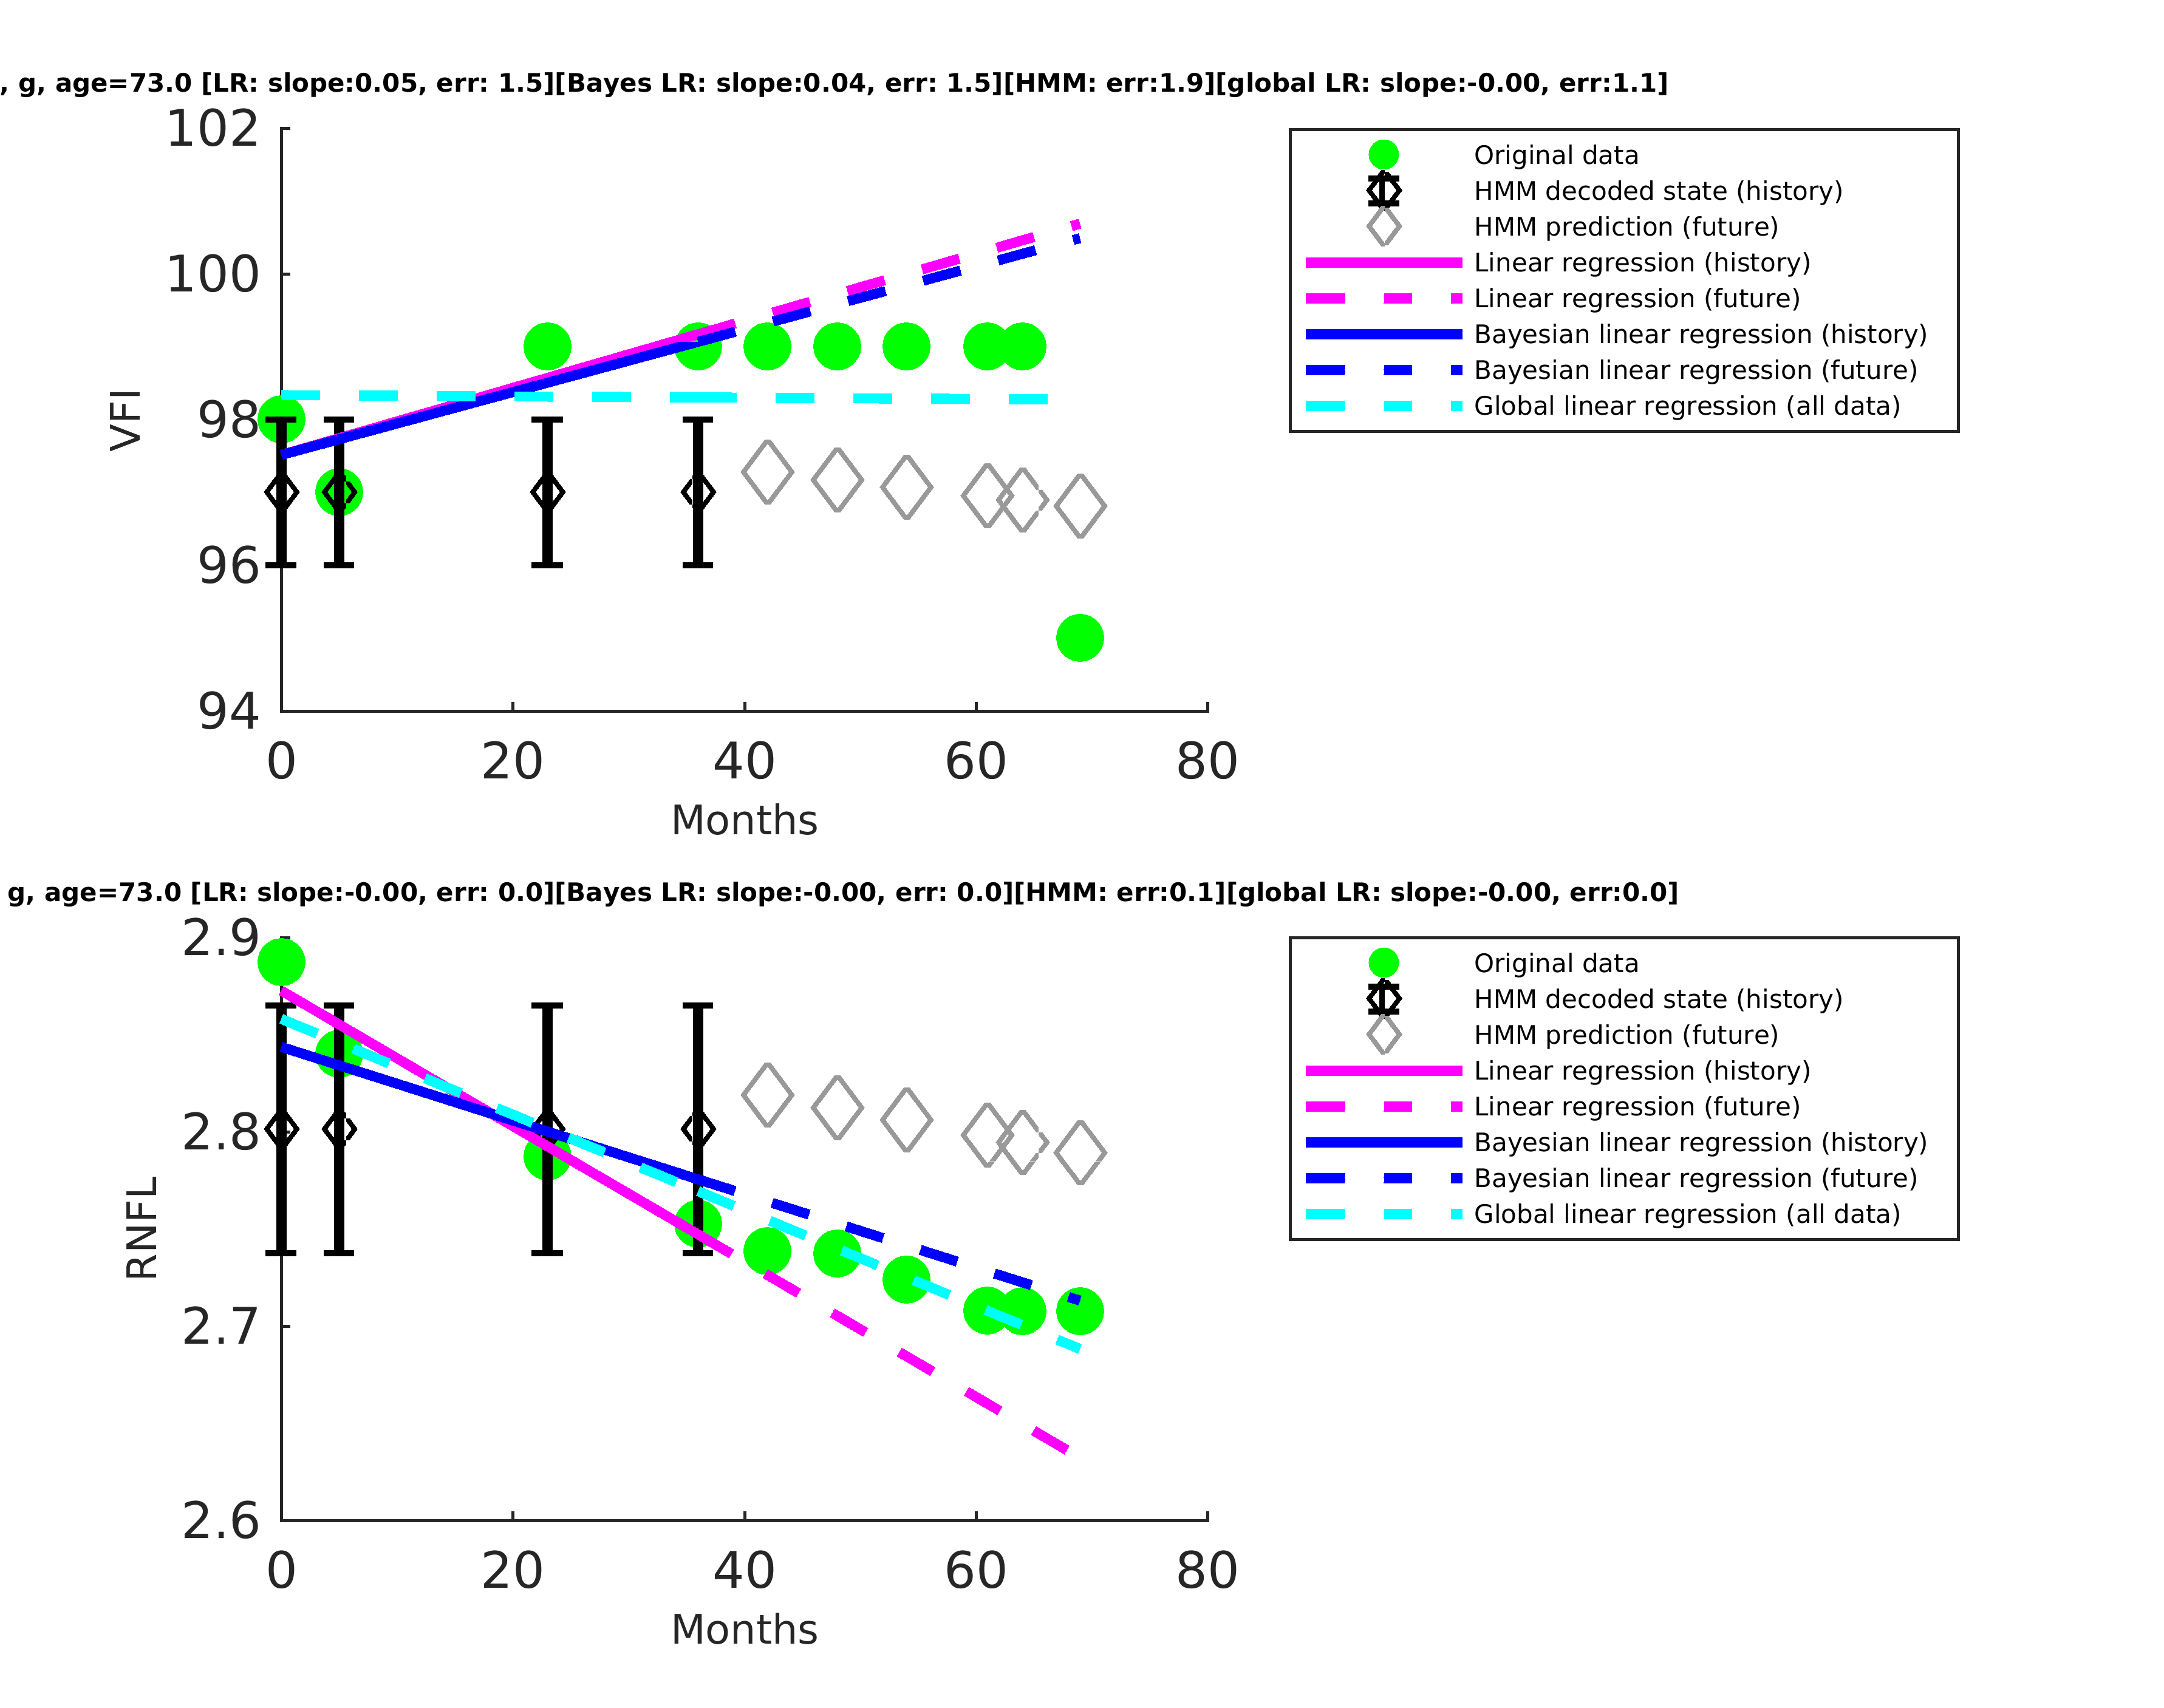 , g, age=73.0 [LR: slope:0.05, err: 1.5][Bayes LR: slope:0.04, err: 1.5][HMM: err:1.9][global LR: slope:-0.00, err:1.1]
102
100
98
96
94
VFI
0 20 40 60 80
Months
Original data
HMM decoded state (history)
HMM prediction (future)
Linear regression (history)
Linear regression (future)
Bayesian linear regression (history)
Bayesian linear regression (future)
Global linear regression (all data)
g, age=73.0 [LR: slope:-0.00, err: 0.0][Bayes LR: slope:-0.00, err: 0.0][HMM: err:0.1][global LR: slope:-0.00, err:0.0]
2.9
2.8
2.7
2.6
RNFL
0 20 40 60 80
Months
Original data
HMM decoded state (history)
HMM prediction (future)
Linear regression (history)
Linear regression (future)
Bayesian linear regression (history)
Bayesian linear regression (future)
Global linear regression (all data)